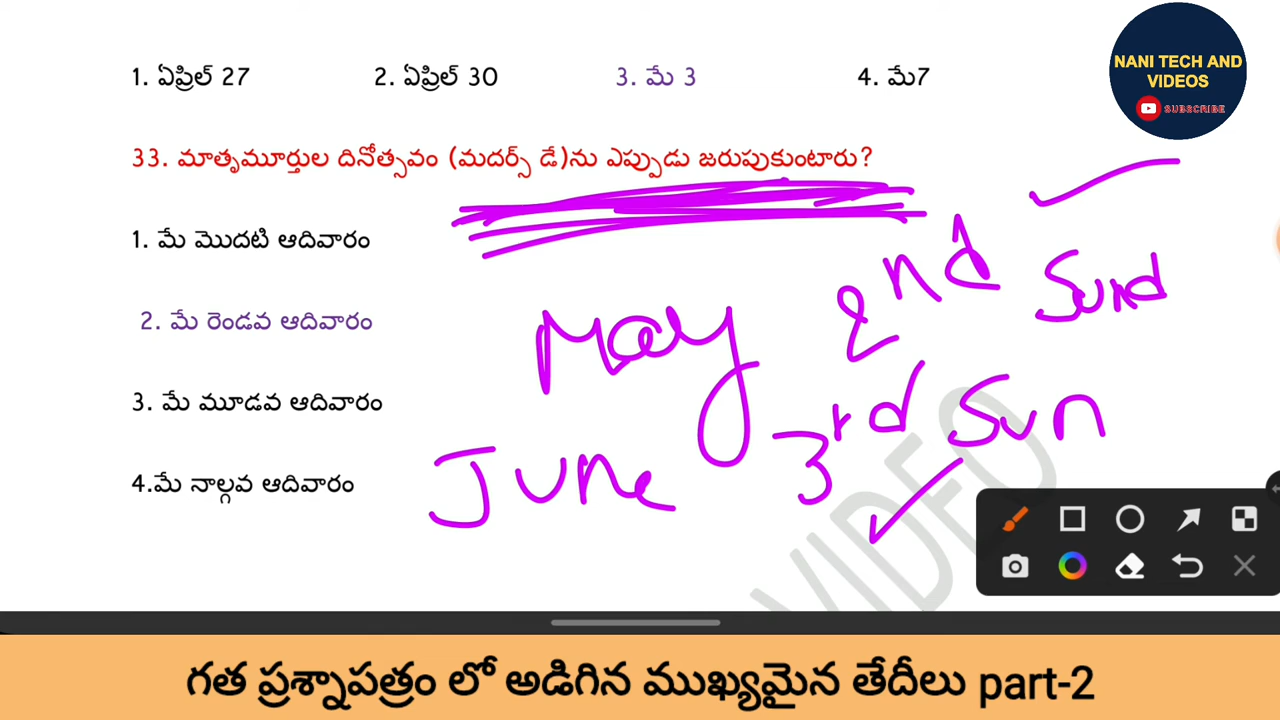 NANI TECH AND
VIDEOS
SUBSCRIBE
1. ఏప్రిల్ 27 2. ఏప్రిల్ 30 3. మే 3 4. మే7
33. మాతృమూర్తుల దినోత్సవం (మదర్స్ డే)ను ఎప్పుడు జరుపుకుంటారు?
1. మే మొదటి ఆదివారం
2. మే రెండవ ఆదివారం
3. మే మూడవ ఆదివారం
4.మే నాల్గవ ఆదివారం
May 2nd Sund
June 3rd Sun
VIDEO
గత ప్రశ్నాపత్రం లో అడిగిన ముఖ్యమైన తేదీలు part-2